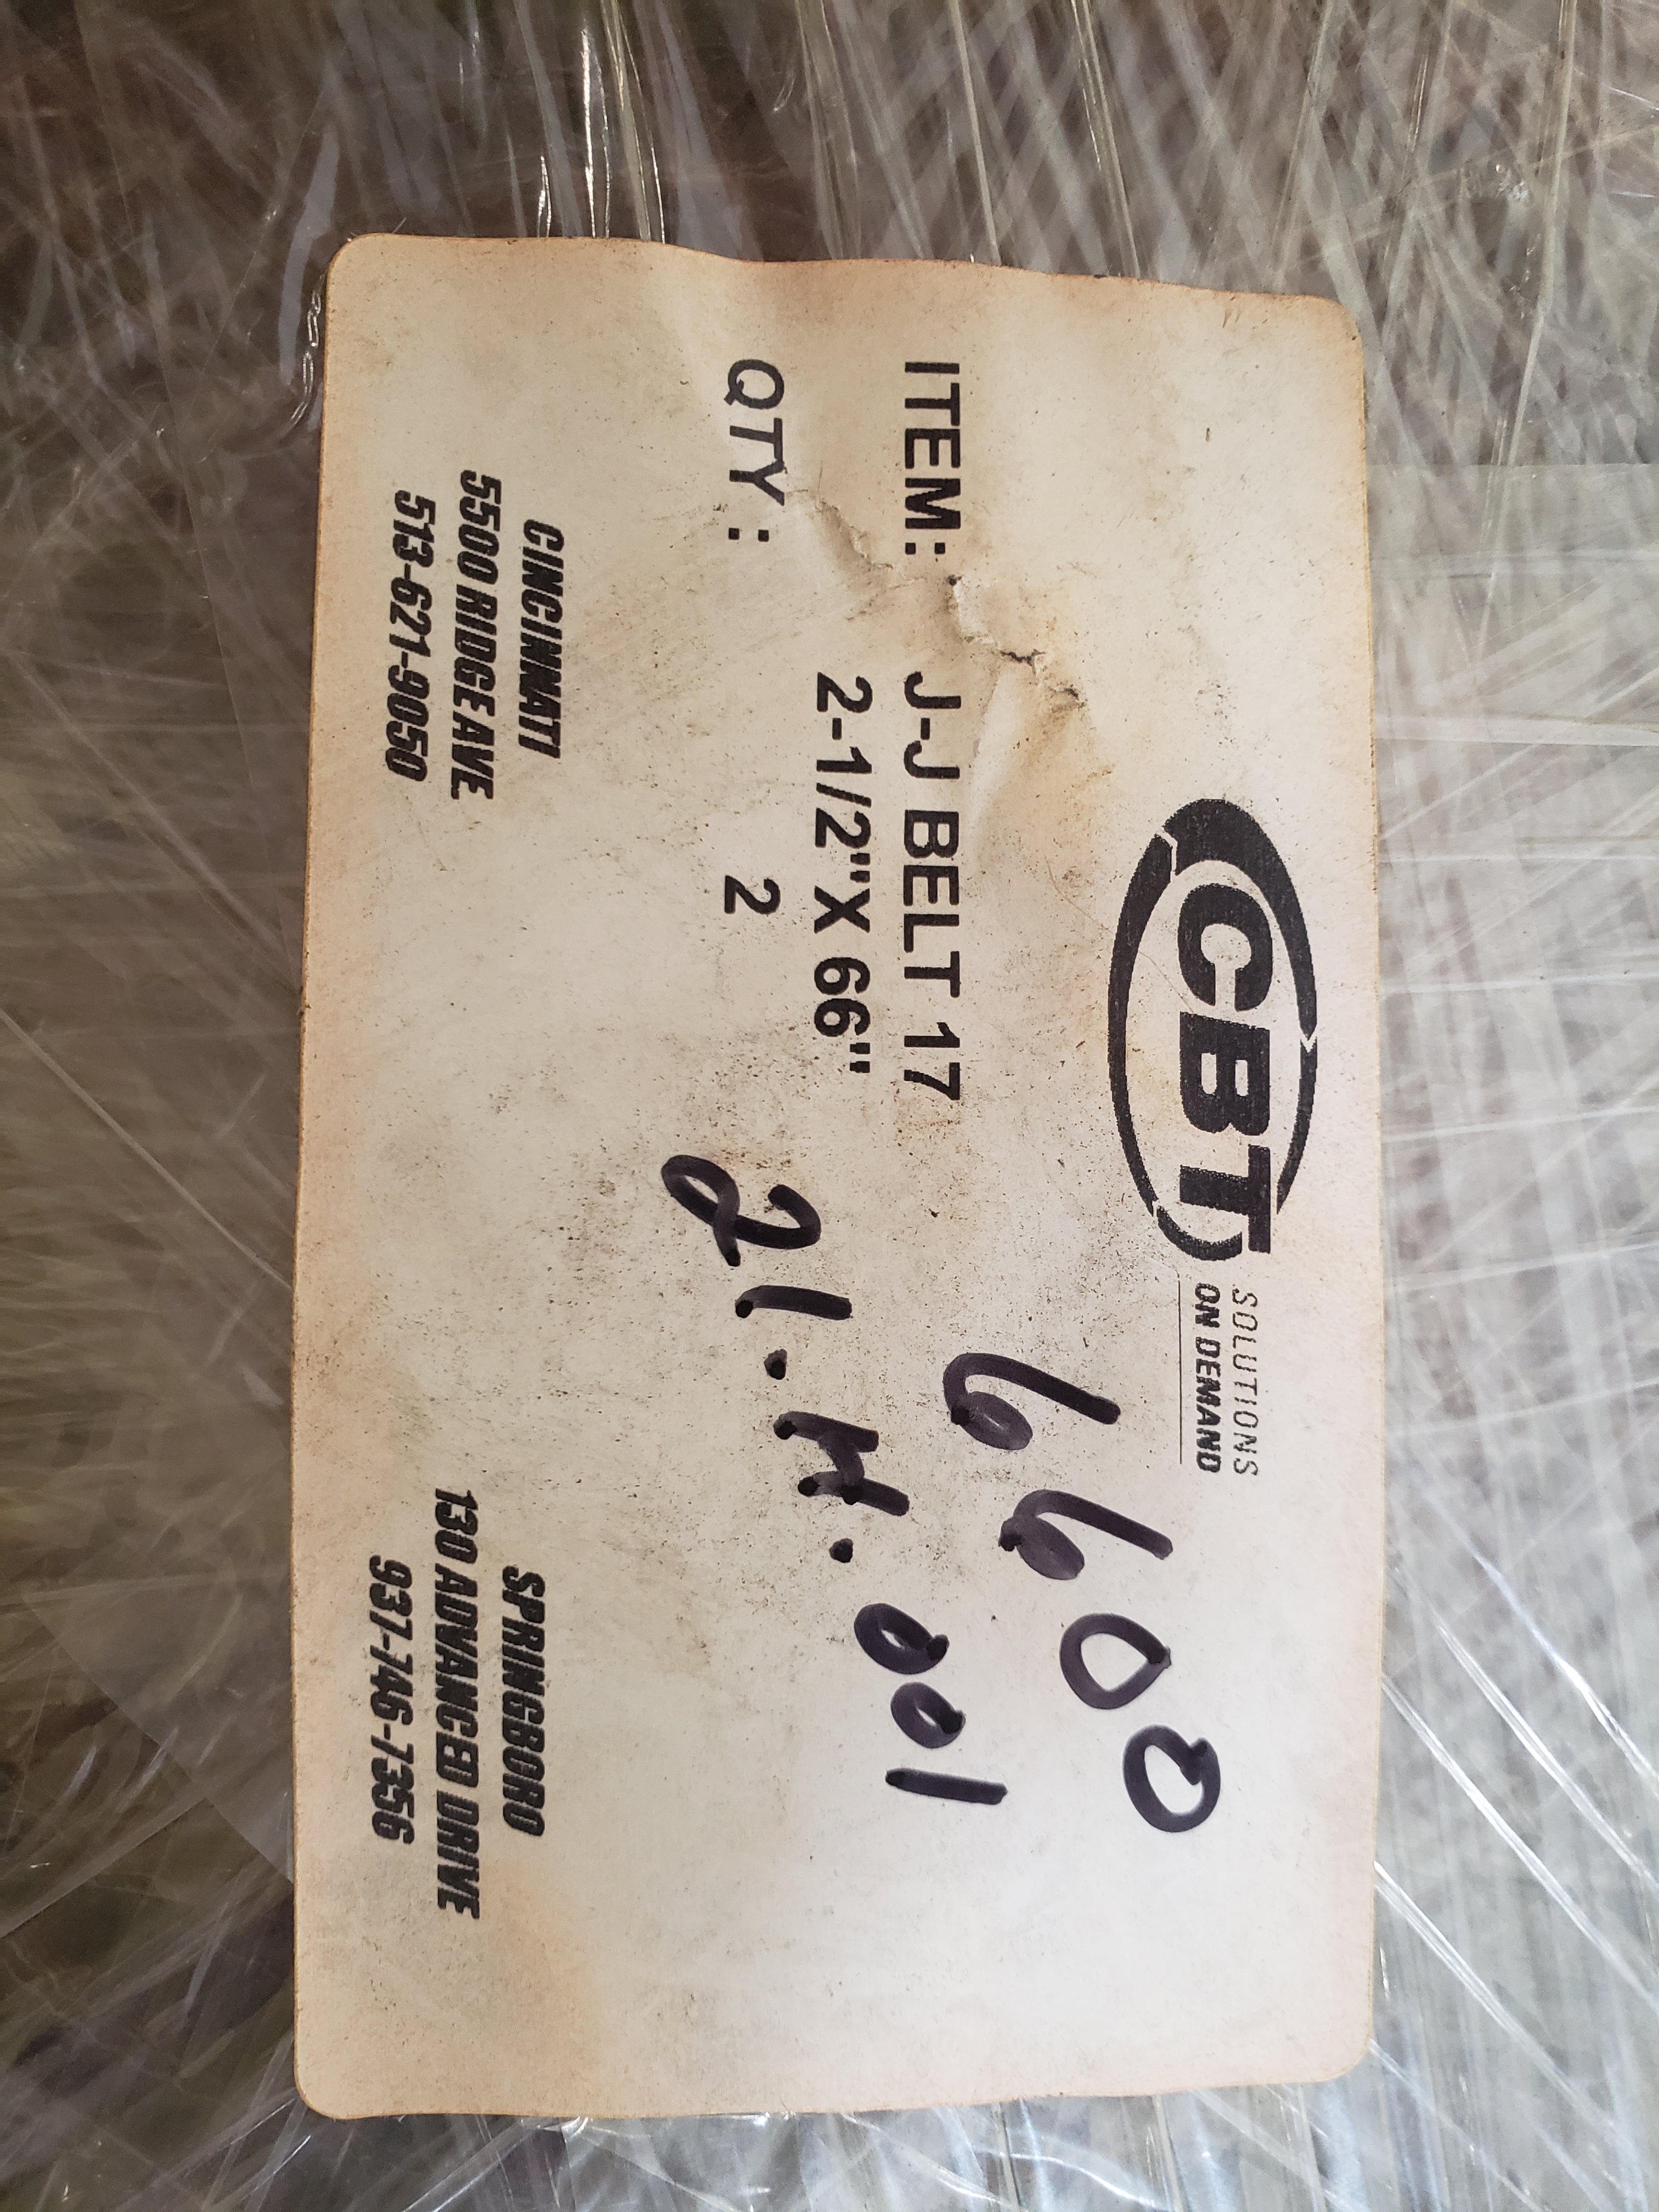 CBT
SOLUTIONS
ON DEMAND
6600
ITEM: J-J BELT 17
2-1/2"X 66"
QTY : 2
21.H.001
CINCINNATI
5500 RIDGE AVE
513-621-9050
SPRINGBORO
130 ADVANCED DRIVE
937-746-7356